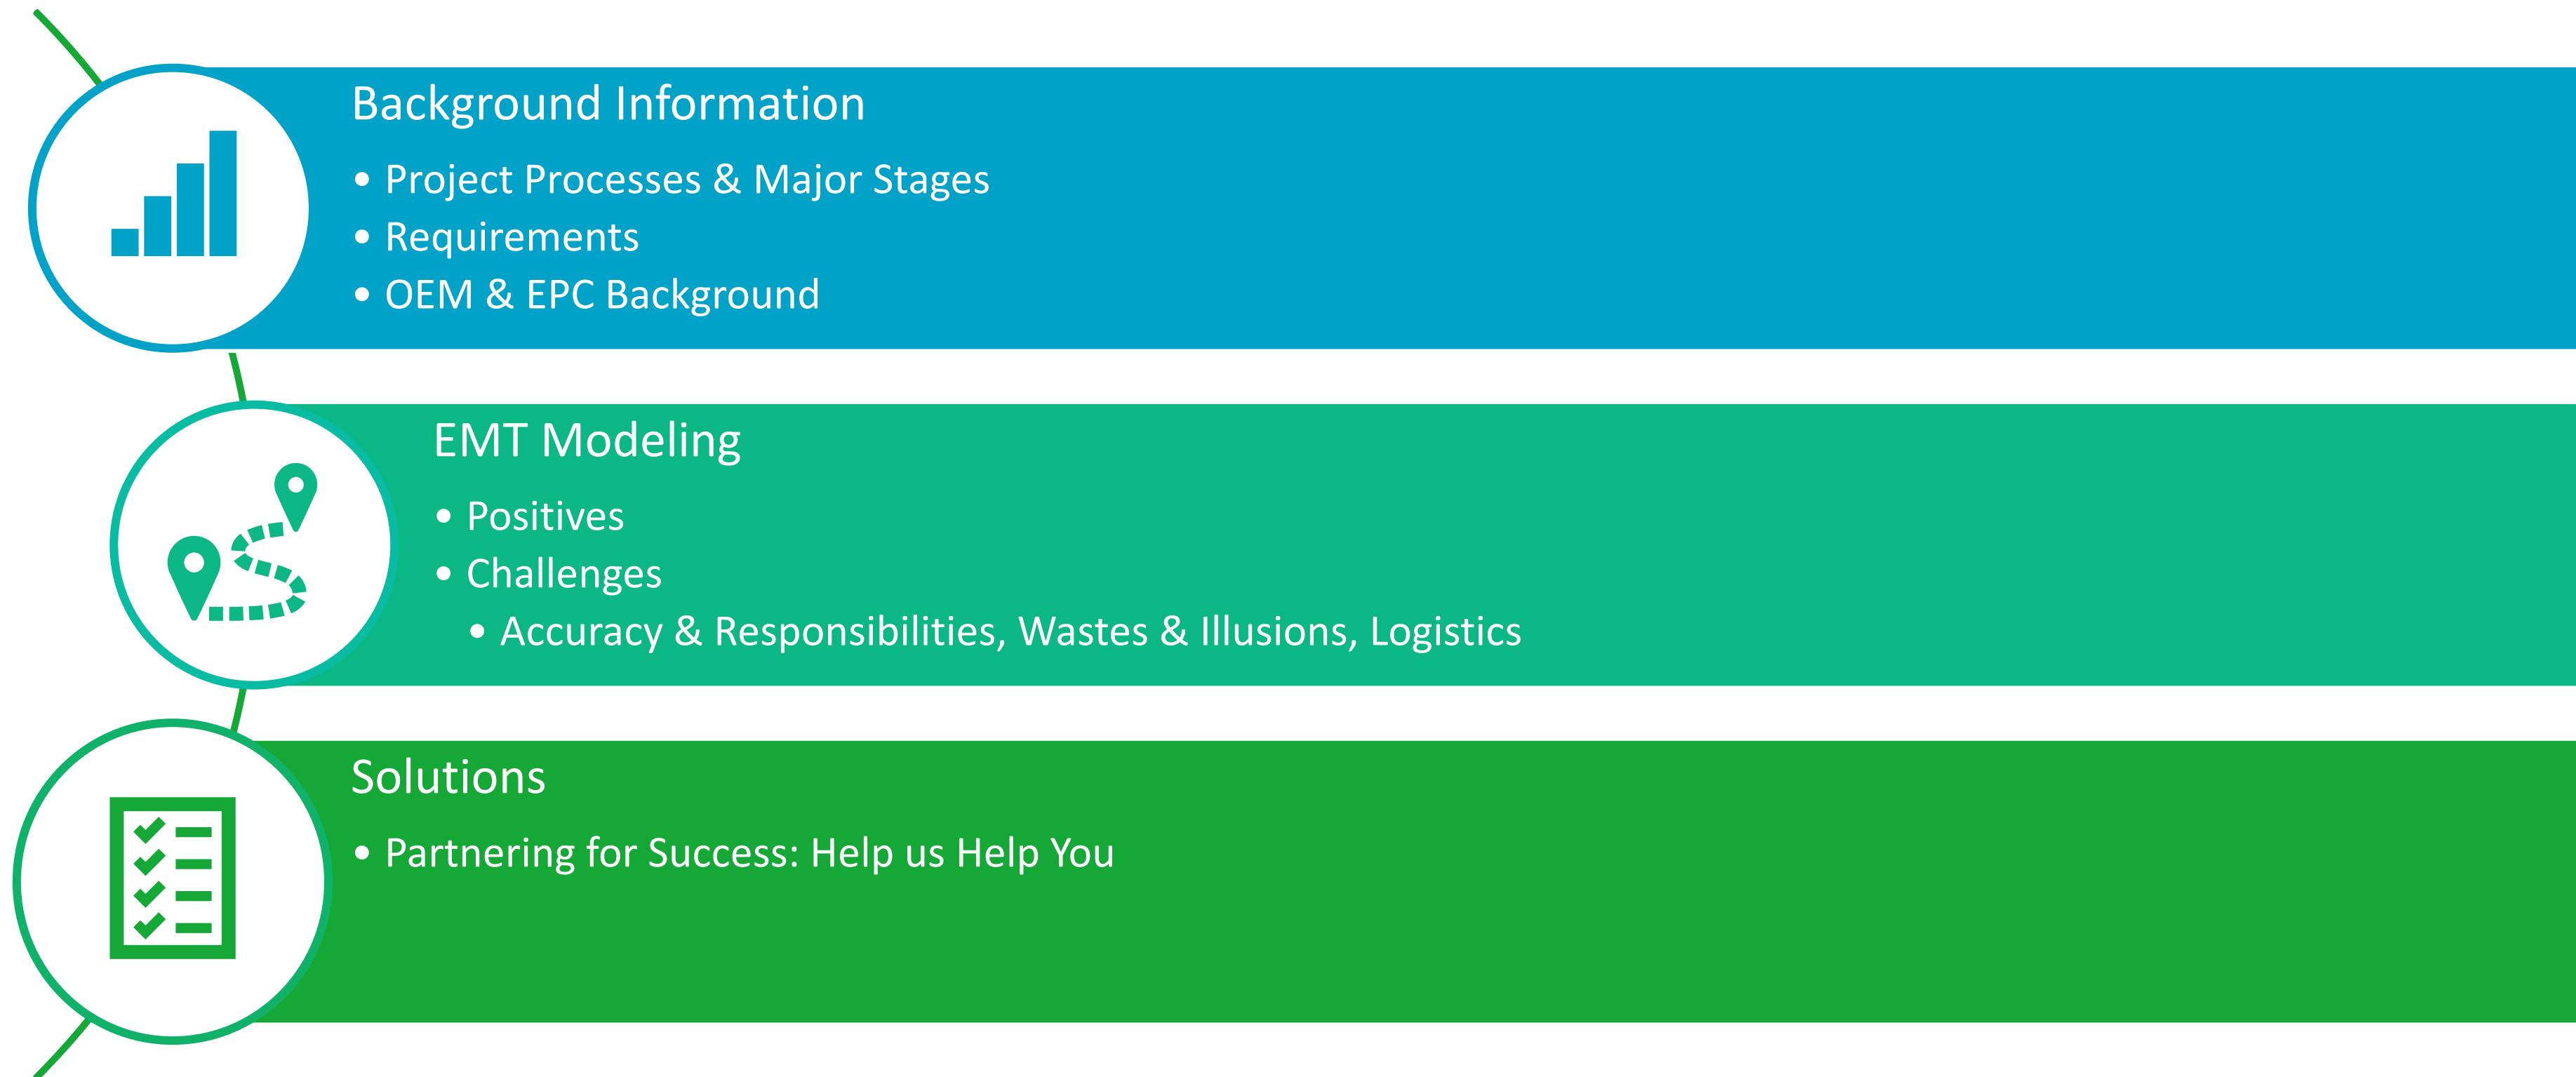 Background Information
• Project Processes & Major Stages
• Requirements
• OEM & EPC Background
EMT Modeling
• Positives
• Challenges
• Accuracy & Responsibilities, Wastes & Illusions, Logistics
Solutions
• Partnering for Success: Help us Help You